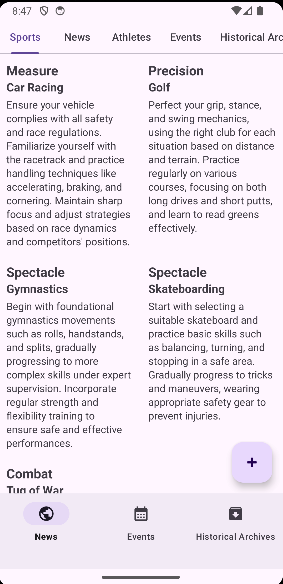 8:47
Sports News Athletes Events Historical Arc
Measure
Car Racing
Ensure your vehicle
complies with all safety
and race regulations.
Familiarize yourself with
the racetrack and practice
handling techniques like
accelerating, braking, and
cornering. Maintain sharp
focus and adjust strategies
based on race dynamics
and competitors' positions.
Precision
Golf
Perfect your grip, stance,
and swing mechanics,
using the right club for each
situation based on distance
and terrain. Practice
regularly on various
courses, focusing on both
long drives and short putts,
and learn to read greens
effectively.
Spectacle
Gymnastics
Begin with foundational
gymnastics movements
such as rolls, handstands,
and splits, gradually
progressing to more
complex skills under expert
supervision. Incorporate
regular strength and
flexibility training to
ensure safe and effective
performances.
Spectacle
Skateboarding
Start with selecting a
suitable skateboard and
practice basic skills such
as balancing, turning, and
stopping in a safe area.
Gradually progress to tricks
and maneuvers, wearing
appropriate safety gear to
prevent injuries.
Combat
Tug of War
+
News Events Historical Archives